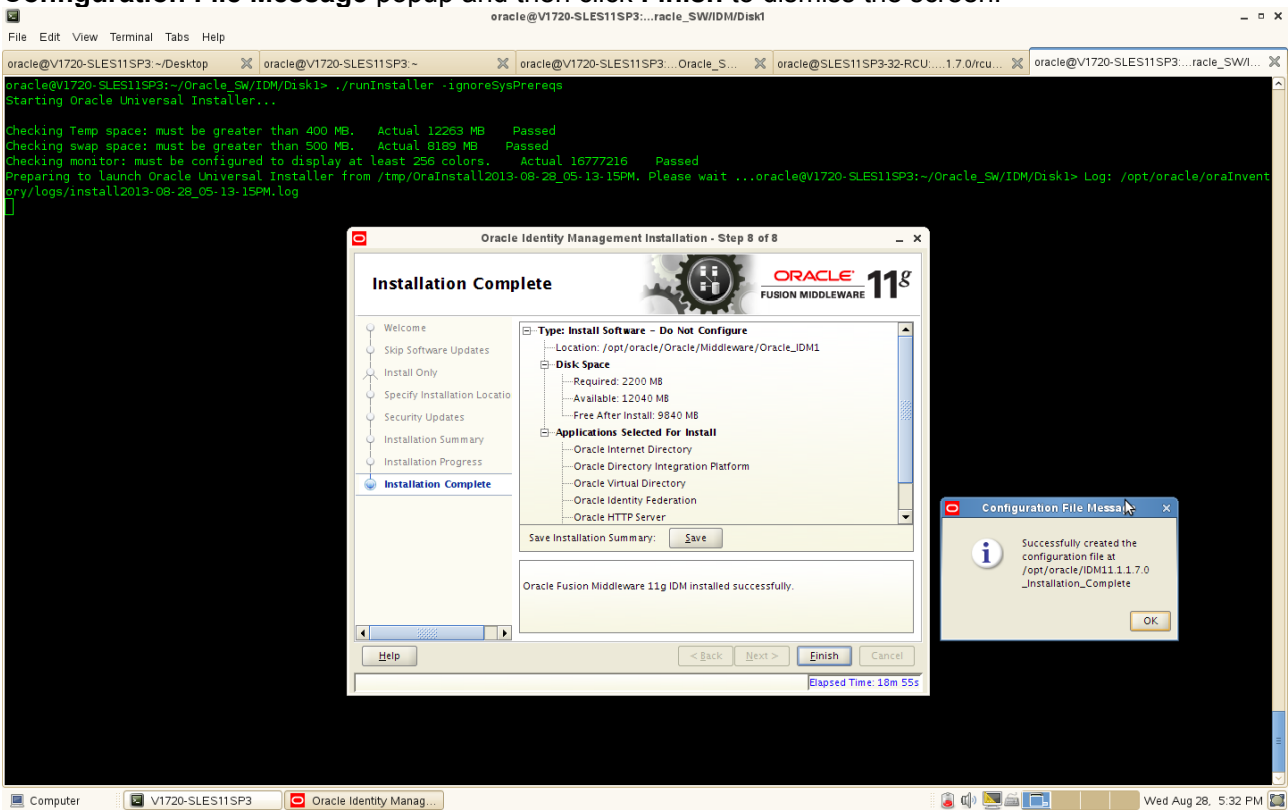 Configuration File Message popup and then click Finish to dismiss the screen.
oracle@V1720-SLES11SP3:...racle_SW/IDM/Disk1
File Edit View Terminal Tabs Help
oracle@V1720-SLES11SP3:~/Desktop
oracle@V1720-SLES11SP3:~
oracle@V1720-SLES11SP3:...Oracle_S...
oracle@SLES11SP3-32-RCU:...1.7.0/rcu...
oracle@V1720-SLES11SP3:...racle_SW/I...
oracle@V1720-SLES11SP3:~/Oracle_SW/IDM/Disk1> ./runInstaller -ignoreSysPrereqs
Starting Oracle Universal Installer...
Checking Temp space: must be greater than 400 MB. Actual 12263 MB Passed
Checking swap space: must be greater than 500 MB. Actual 8189 MB Passed
Checking monitor: must be configured to display at least 256 colors. Actual 16777216 Passed
Preparing to launch Oracle Universal Installer from /tmp/OraInstall2013-08-28_05-13-15PM. Please wait ...oracle@V1720-SLES11SP3:~/Oracle_SW/IDM/Disk1> Log: /opt/oracle/oraInvent
ory/logs/install2013-08-28_05-13-15PM.log
Oracle Identity Management Installation - Step 8 of 8
Installation Complete
ORACLE
FUSION MIDDLEWARE
11g
Welcome
Skip Software Updates
Install Only
Specify Installation Locatio
Security Updates
Installation Summary
Installation Progress
Installation Complete
Type: Install Software - Do Not Configure
Location: /opt/oracle/Oracle/Middleware/Oracle_IDM1
Disk Space
Required: 2200 MB
Available: 12040 MB
Free After Install: 9840 MB
Applications Selected For Install
Oracle Internet Directory
Oracle Directory Integration Platform
Oracle Virtual Directory
Oracle Identity Federation
Oracle HTTP Server
Save Installation Summary: Save
Oracle Fusion Middleware 11g IDM installed successfully.
Help
< Back Next > Finish Cancel
Elapsed Time: 18m 55s
Configuration File Message
Successfully created the
configuration file at
/opt/oracle/IDM11.1.1.7.0
_Installation_Complete
OK
Computer
V1720-SLES11SP3
Oracle Identity Manag...
Wed Aug 28, 5:32 PM